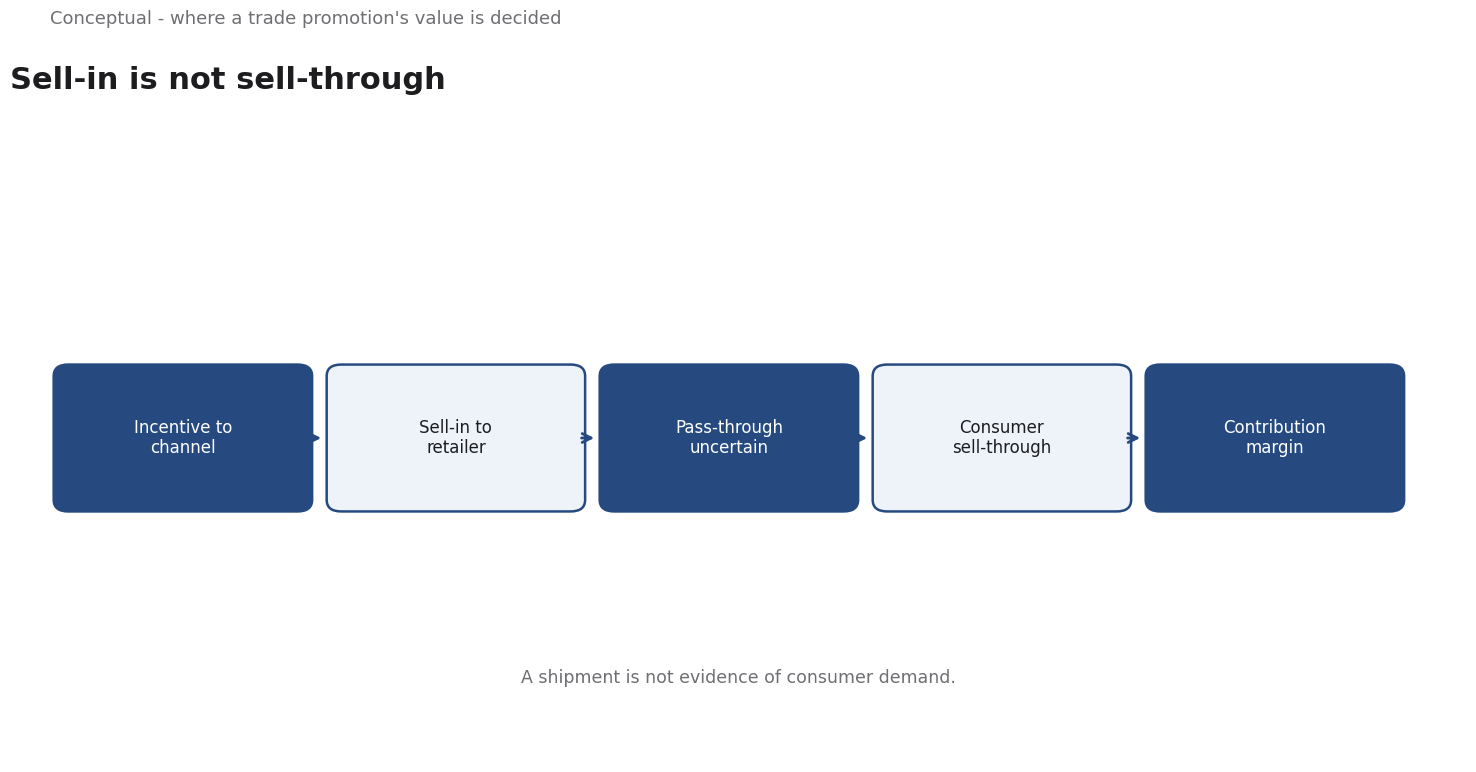 Conceptual - where a trade promotion's value is decided
Sell-in is not sell-through
Incentive to
channel
Sell-in to
retailer
Pass-through
uncertain
Consumer
sell-through
Contribution
margin
A shipment is not evidence of consumer demand.